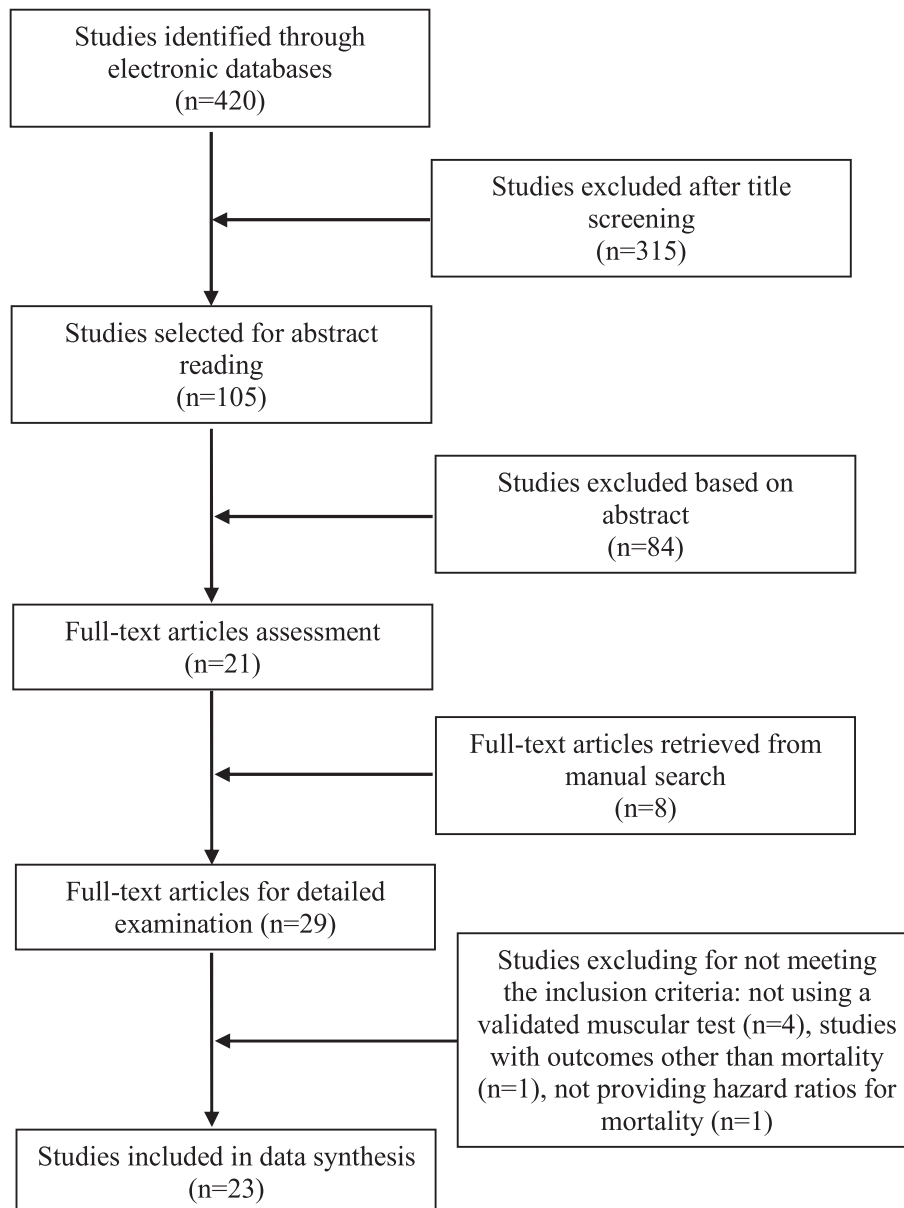 Studies identified through
electronic databases
(n=420)
Studies excluded after title
screening
(n=315)
Studies selected for abstract
reading
(n=105)
Studies excluded based on
abstract
(n=84)
Full-text articles assessment
(n=21)
Full-text articles retrieved from
manual search
(n=8)
Full-text articles for detailed
examination (n=29)
Studies excluding for not meeting
the inclusion criteria: not using a
validated muscular test (n=4), studies
with outcomes other than mortality
(n=1), not providing hazard ratios for
mortality (n=1)
Studies included in data synthesis
(n=23)